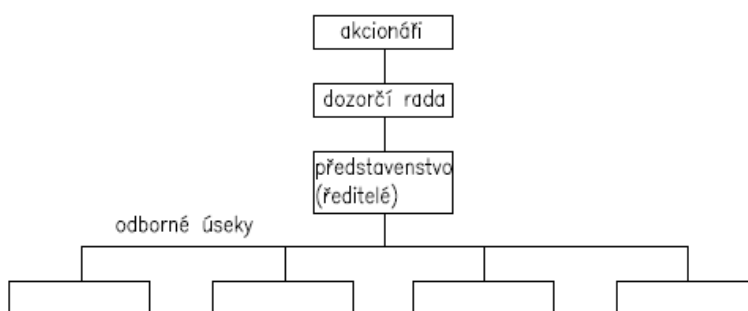 akcionáři
dozorčí rada
představenstvo
(ředitelé)
odborné úseky